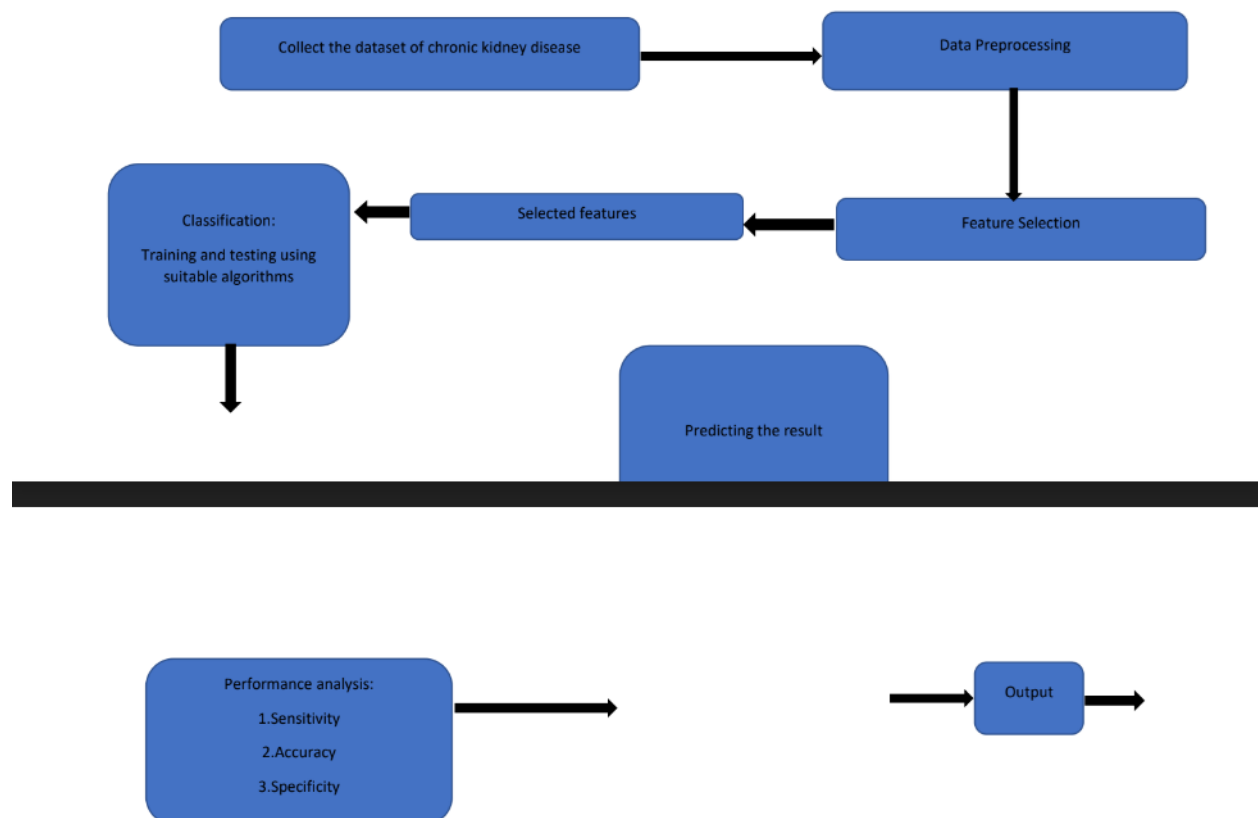 Collect the dataset of chronic kidney disease
Data Preprocessing
Feature Selection
Selected features
Classification:
Training and testing using
suitable algorithms
Predicting the result
Performance analysis:
1.Sensitivity
2.Accuracy
3.Specificity
Output